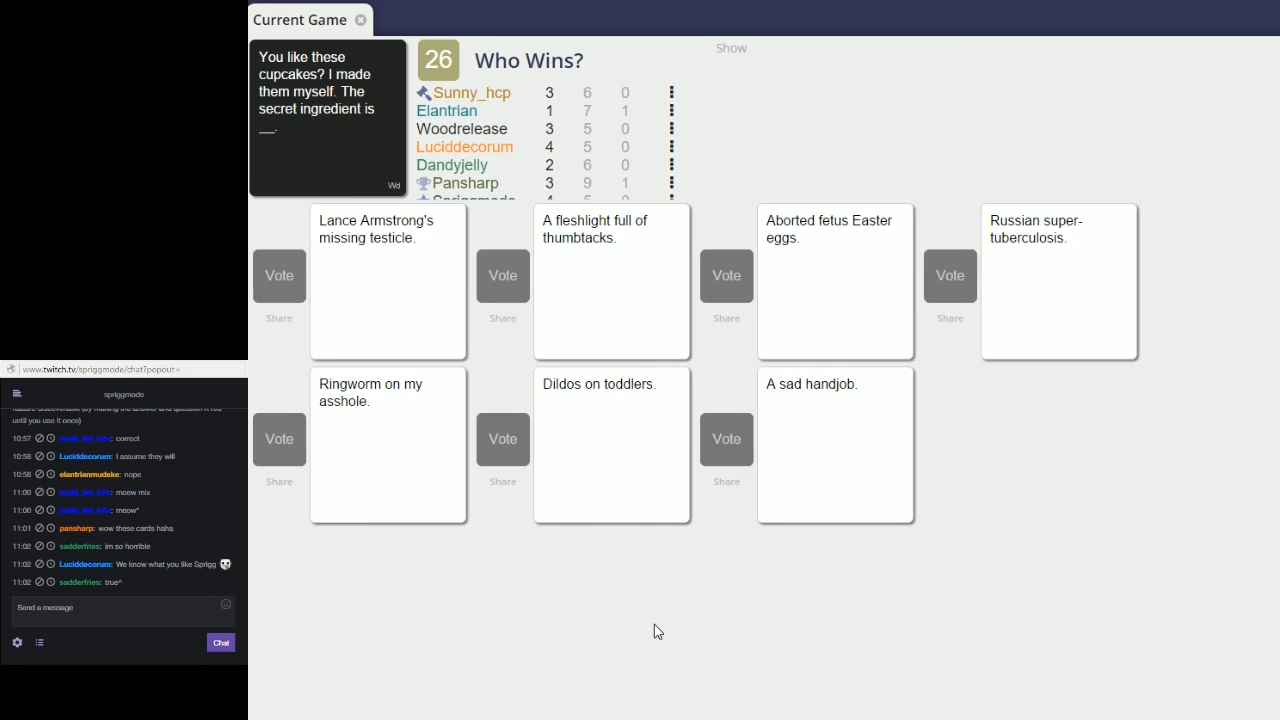 Current Game
You like these
cupcakes? I made
them myself. The
secret ingredient is
__.
Wd
26 Who Wins?
Show
Sunny_hcp 3 6 0
Elantrian 1 7 1
Woodrelease 3 5 0
Luciddecorum 4 5 0
Dandyjelly 2 6 0
Pansharp 3 9 1
Vote
Share
Lance Armstrong's
missing testicle.
Vote
Share
A fleshlight full of
thumbtacks.
Vote
Share
Aborted fetus Easter
eggs.
Vote
Share
Russian super-
tuberculosis.
Vote
Share
Ringworm on my
asshole.
Vote
Share
Dildos on toddlers.
Vote
Share
A sad handjob.
www.twitch.tv/spriggmode/chat?popout=
spriggmode
until you use it once)
10:57 : correct
10:58 Luciddecorum: I assume they will
10:58 elantrianmudake: nope
11:00 : moow mix
11:00 : meow*
11:01 pansharp: wow these cards haha
11:02 sadderfries: im so horrible
11:02 Luciddecorum: We know what you like Sprigg
11:02 sadderfries: true^
Send a message
Chat